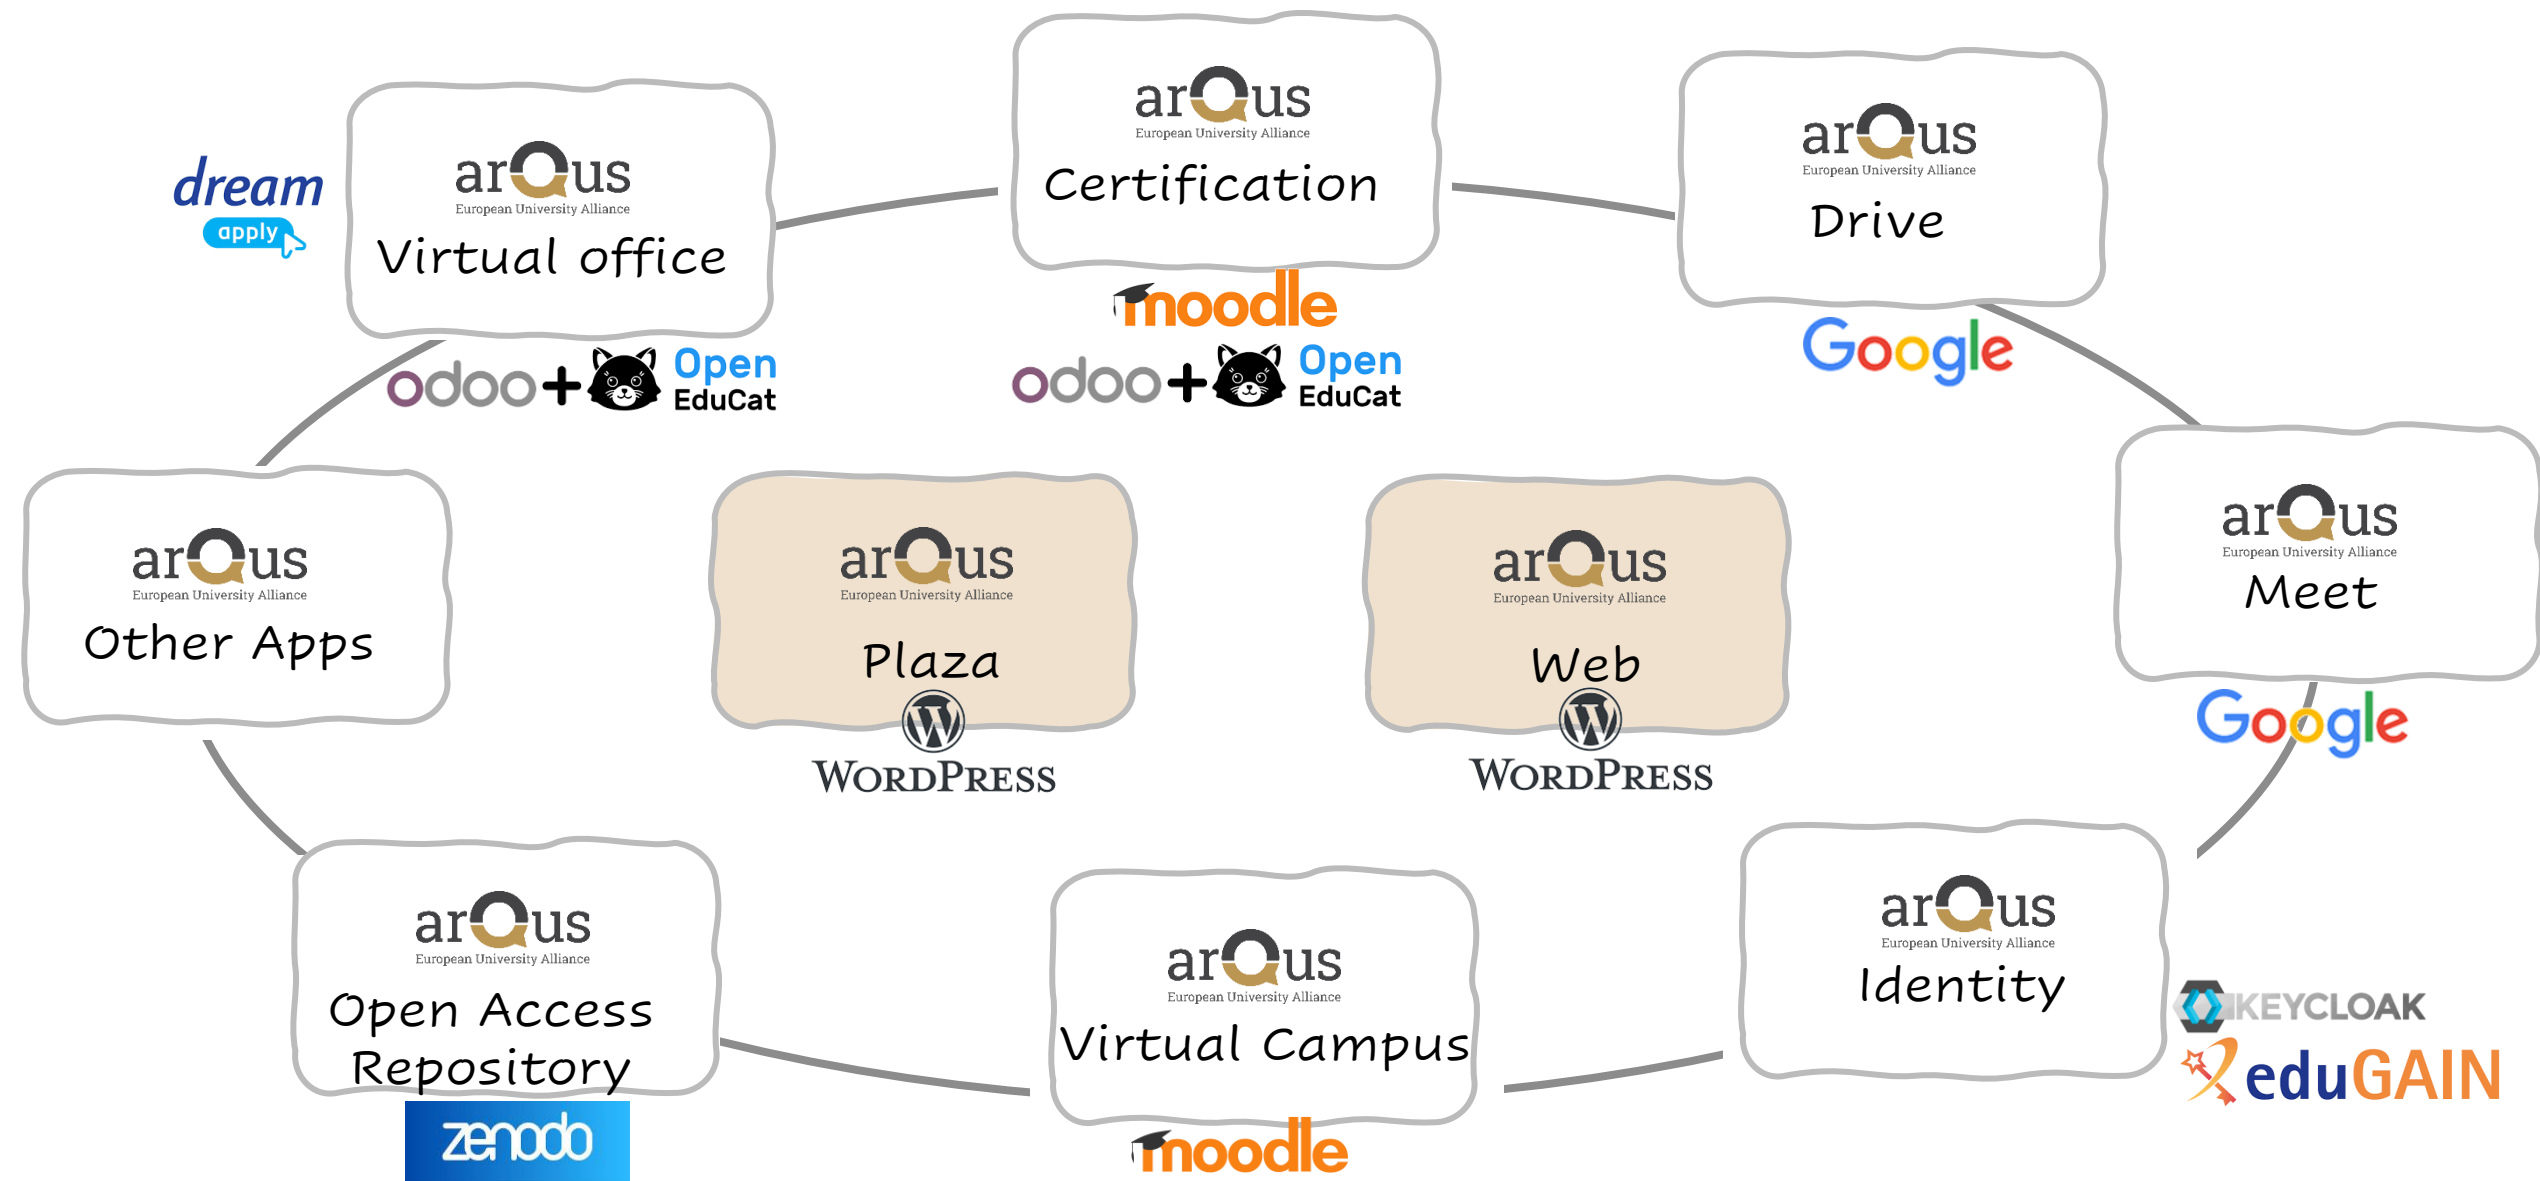 arQus
European University Alliance
Certification
moodle
odoo+ Open
EduCat
arQus
European University Alliance
Drive
Google
dream
apply
arQus
European University Alliance
Virtual office
odoo+ Open
EduCat
arQus
European University Alliance
Meet
Google
arQus
European University Alliance
Other Apps
arQus
European University Alliance
Plaza
WORDPRESS
arQus
European University Alliance
Web
WORDPRESS
arQus
European University Alliance
Open Access
Repository
zenodo
arQus
European University Alliance
Virtual Campus
moodle
arQus
European University Alliance
Identity
KEYCLOAK
eduGAIN